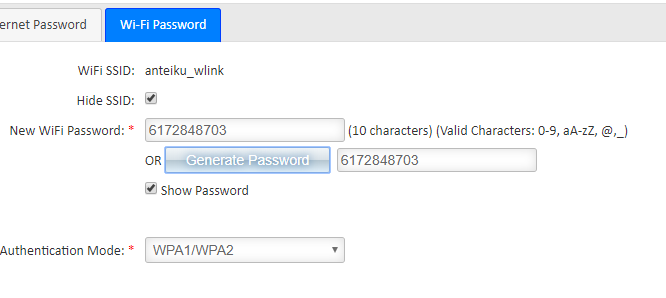 ernet Password Wi-Fi Password
WiFi SSID: anteiku_wlink
Hide SSID:
New WiFi Password: * 6172848703 (10 characters) (Valid Characters: 0-9, aA-zZ, @,_)
OR Generate Password 6172848703
Show Password
Authentication Mode: * WPA1/WPA2